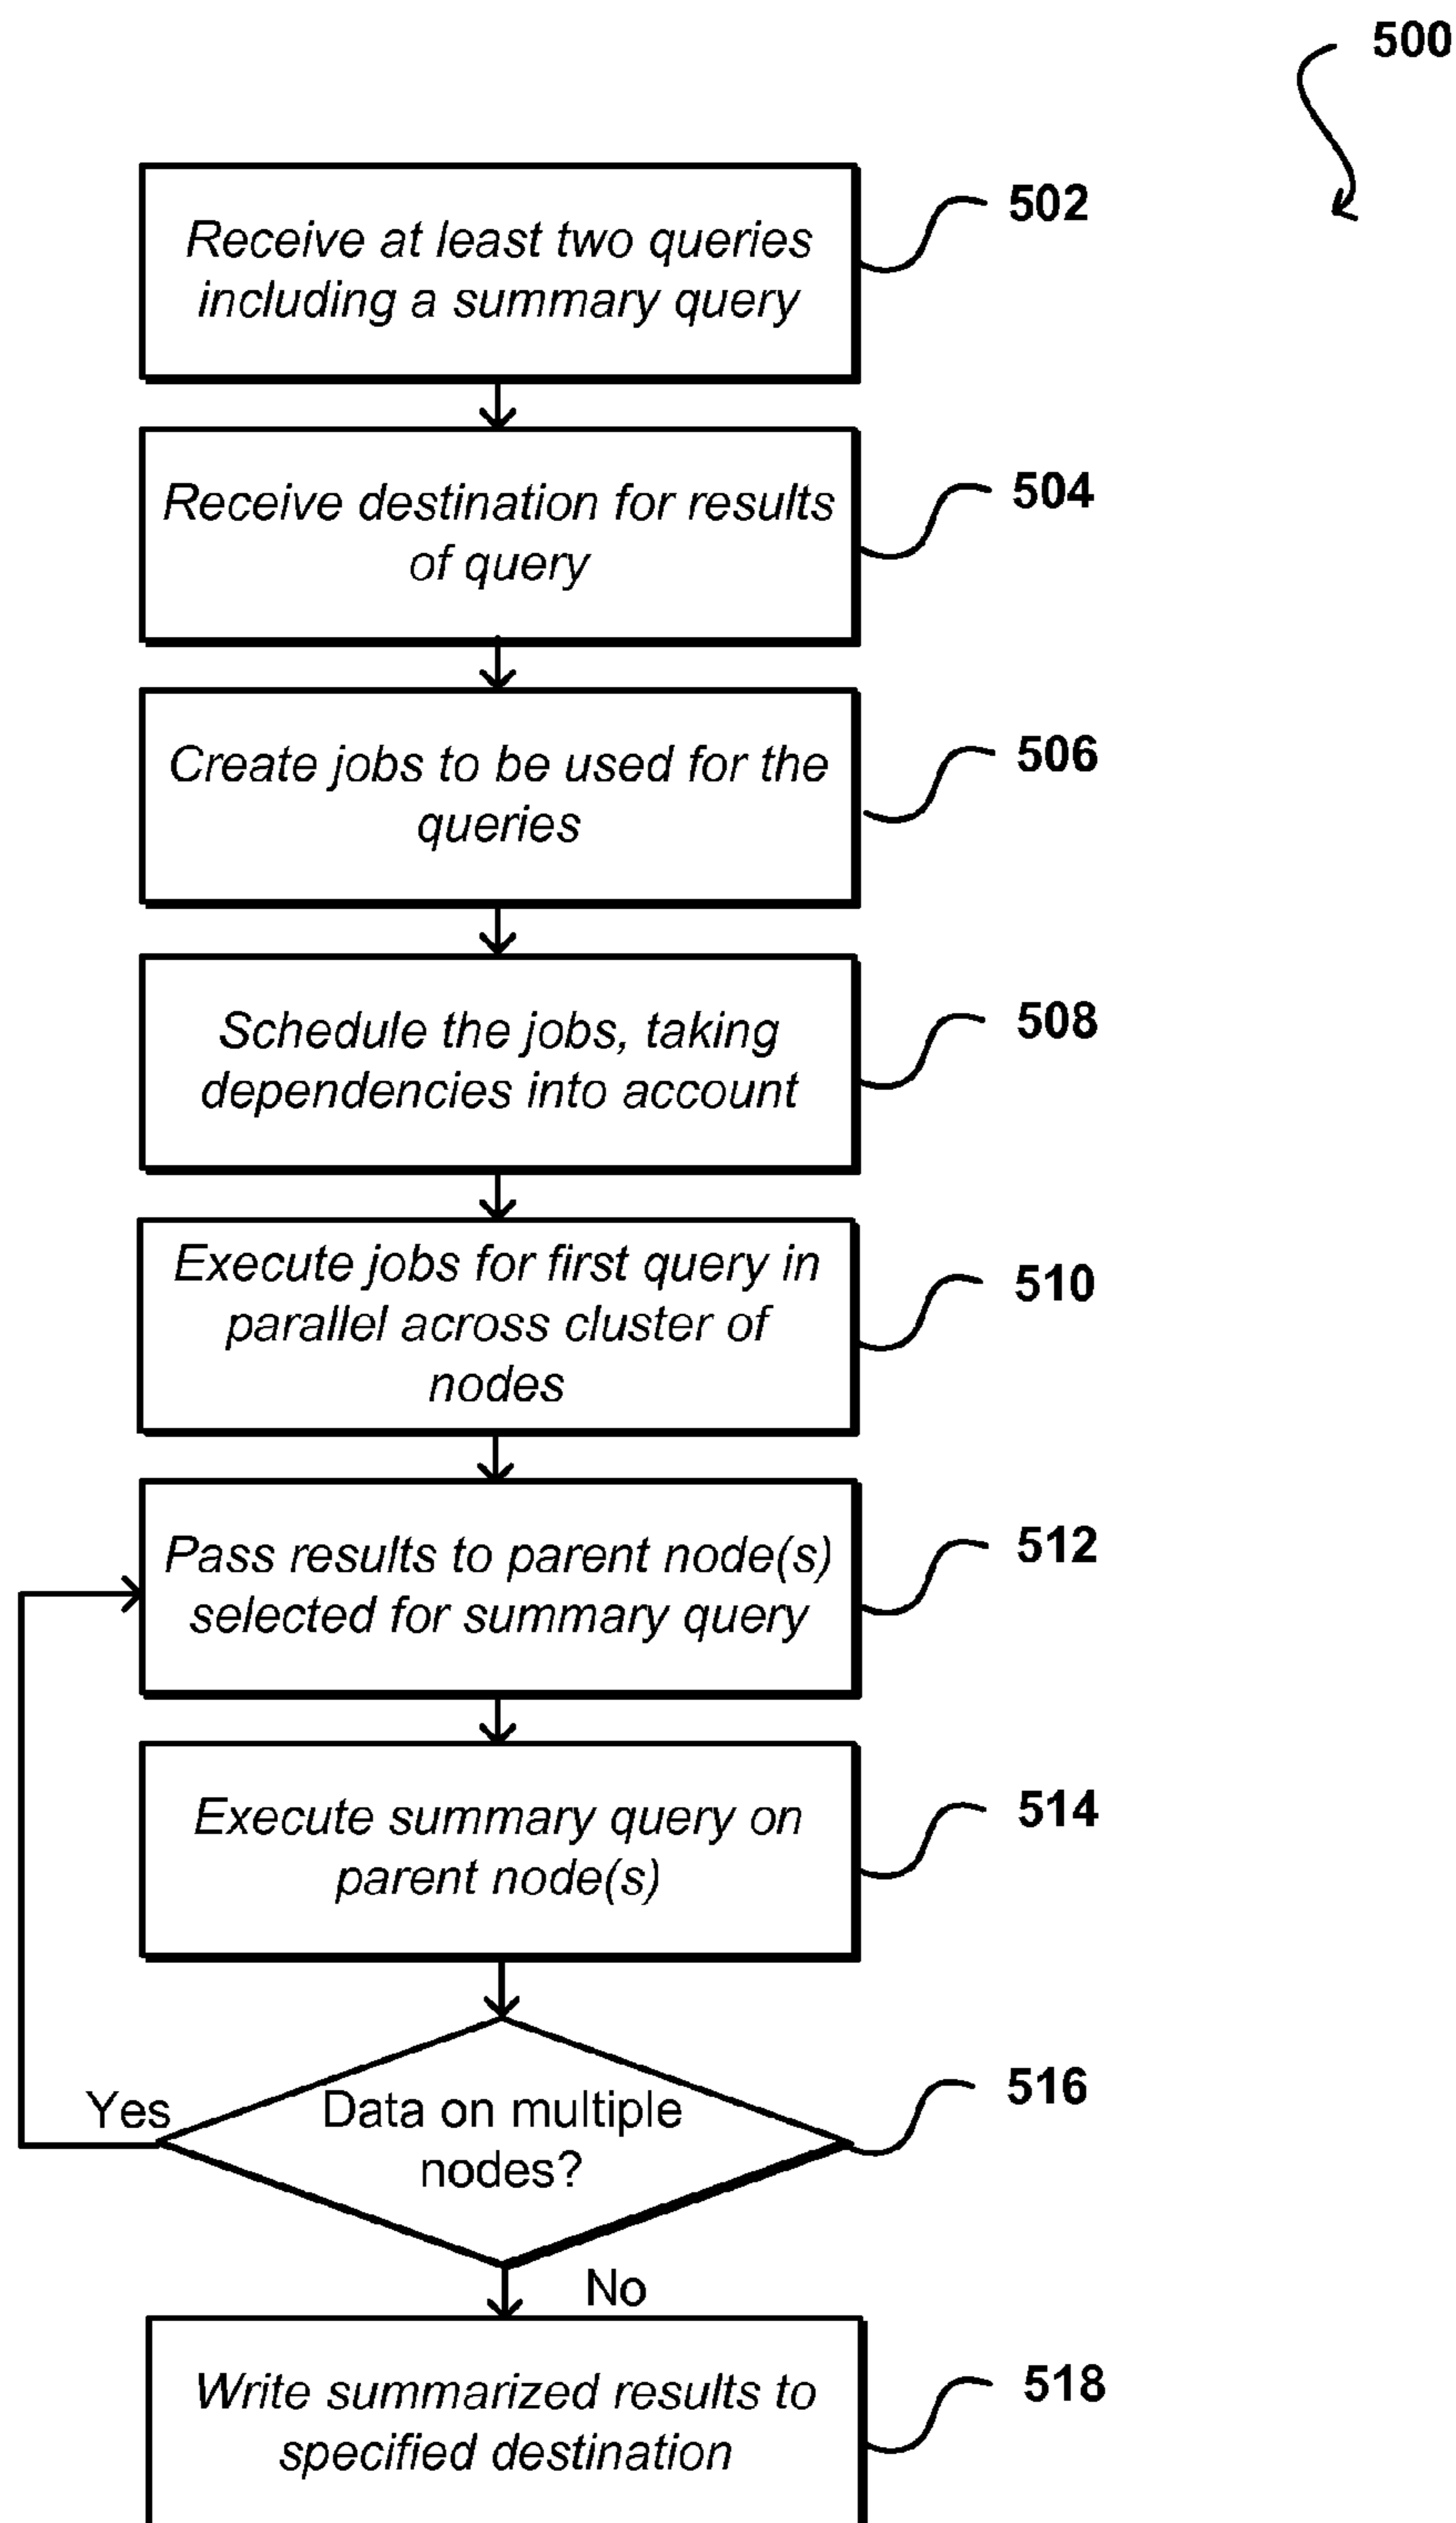 500
Receive at least two queries
including a summary query
502
Receive destination for results
of query
504
Create jobs to be used for the
queries
506
Schedule the jobs, taking
dependencies into account
508
Execute jobs for first query in
parallel across cluster of
nodes
510
Pass results to parent node(s)
selected for summary query
512
Execute summary query on
parent node(s)
514
Data on multiple
nodes?
516
Yes
No
Write summarized results to
specified destination
518